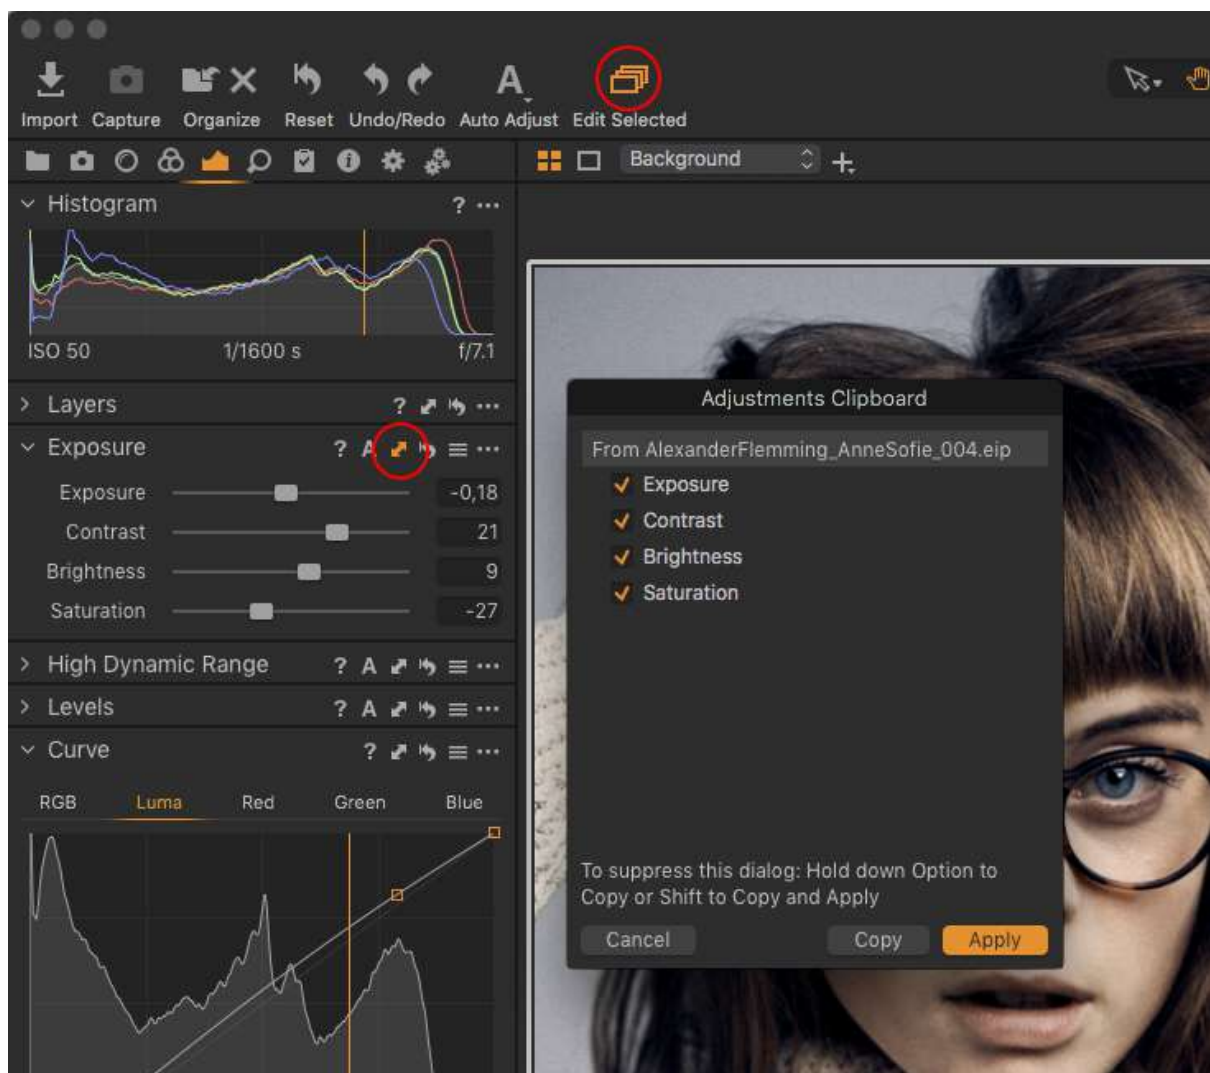 Import Capture Organize Reset Undo/Redo Auto Adjust Edit Selected
A
Background
Histogram ?
ISO 50 1/1600 s f/7.1
Layers ?
Exposure ? A
Exposure -0,18
Contrast 21
Brightness 9
Saturation -27
High Dynamic Range ? A
Levels ? A
Curve ?
RGB Luma Red Green Blue
Adjustments Clipboard
From AlexanderFlemming_AnneSofie_004.eip
Exposure
Contrast
Brightness
Saturation
To suppress this dialog: Hold down Option to
Copy or Shift to Copy and Apply
Cancel Copy Apply